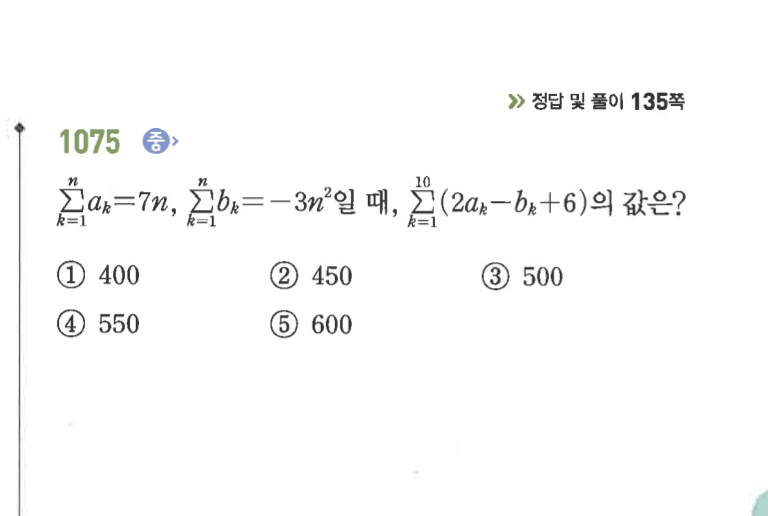 » 정답 및 풀이 135쪽
1075 중›
$\sum_{k=1}^{n} a_k=7n$, $\sum_{k=1}^{n} b_k=-3n^2$일 때, $\sum_{k=1}^{10} (2a_k-b_k+6)$의 값은?
① 400 ② 450 ③ 500
④ 550 ⑤ 600